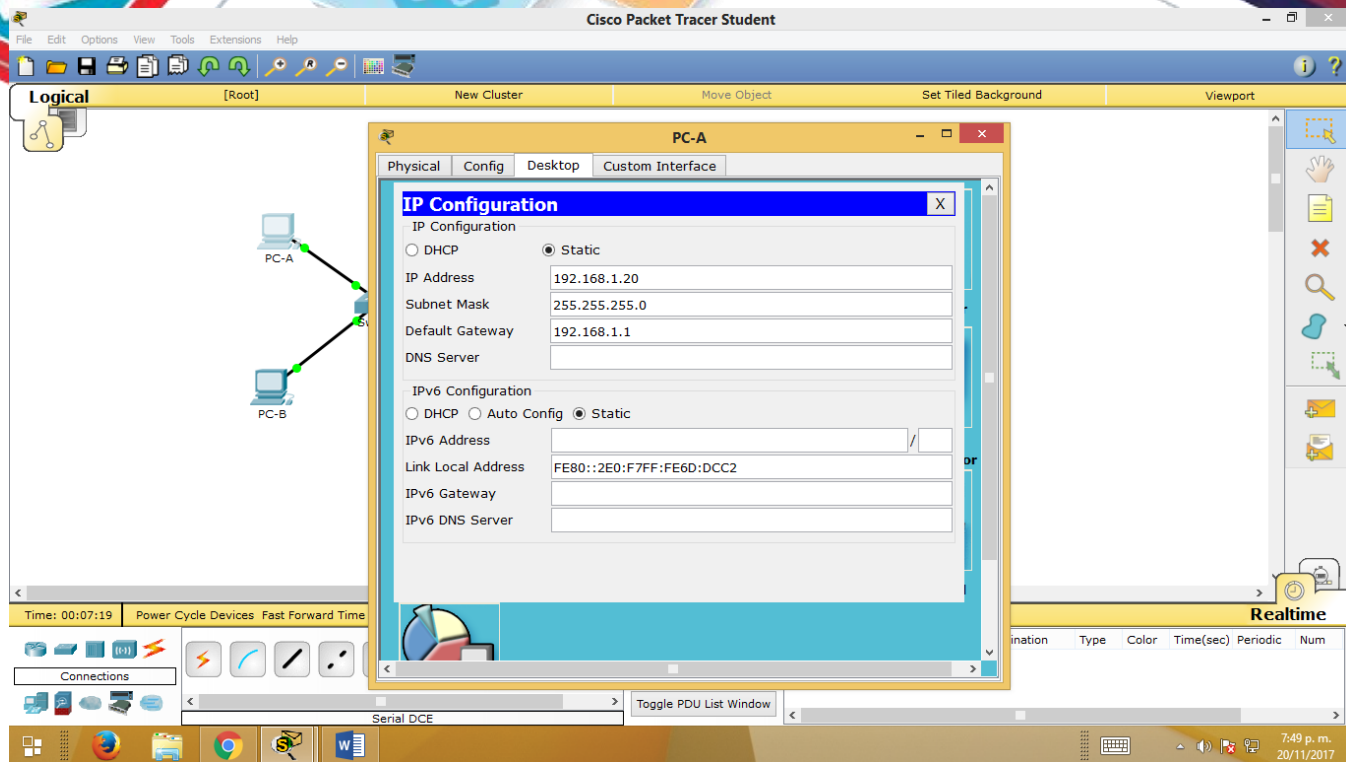 Cisco Packet Tracer Student
File Edit Options View Tools Extensions Help
Logical [Root] New Cluster Move Object Set Tiled Background Viewport
PC-A
Physical Config Desktop Custom Interface
IP Configuration X
IP Configuration
DHCP Static
IP Address 192.168.1.20
Subnet Mask 255.255.255.0
Default Gateway 192.168.1.1
DNS Server
IPv6 Configuration
DHCP Auto Config Static
IPv6 Address /
Link Local Address FE80::2E0:F7FF:FE6D:DCC2
IPv6 Gateway
IPv6 DNS Server
PC-A
PC-B
Time: 00:07:19 Power Cycle Devices Fast Forward Time
Realtime
Connections
Serial DCE
Toggle PDU List Window
ination Type Color Time(sec) Periodic Num
7:49 p. m.
20/11/2017